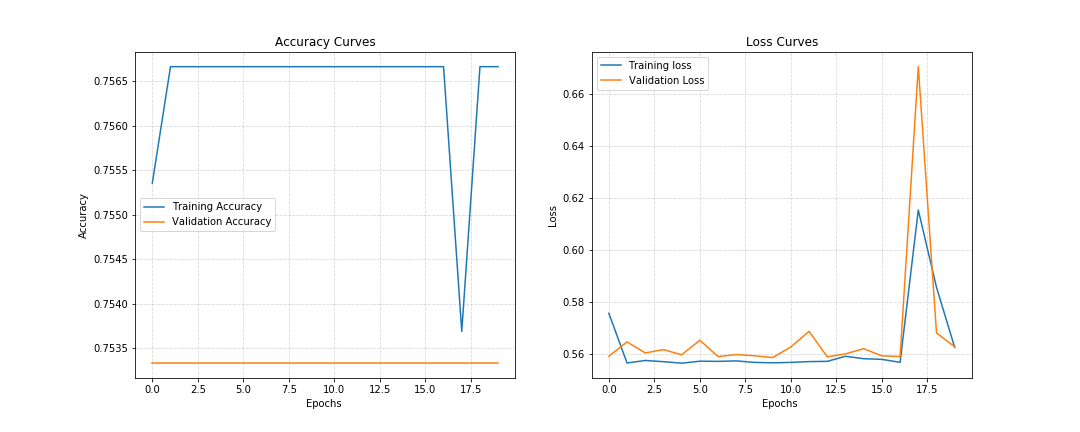 Accuracy Curves
0.7565
0.7560
0.7555
0.7550
0.7545
0.7540
0.7535
Accuracy
Training Accuracy
Validation Accuracy
0.0 2.5 5.0 7.5 10.0 12.5 15.0 17.5
Epochs
Loss Curves
Training loss
Validation Loss
0.66
0.64
0.62
0.60
0.58
0.56
Loss
0.0 2.5 5.0 7.5 10.0 12.5 15.0 17.5
Epochs